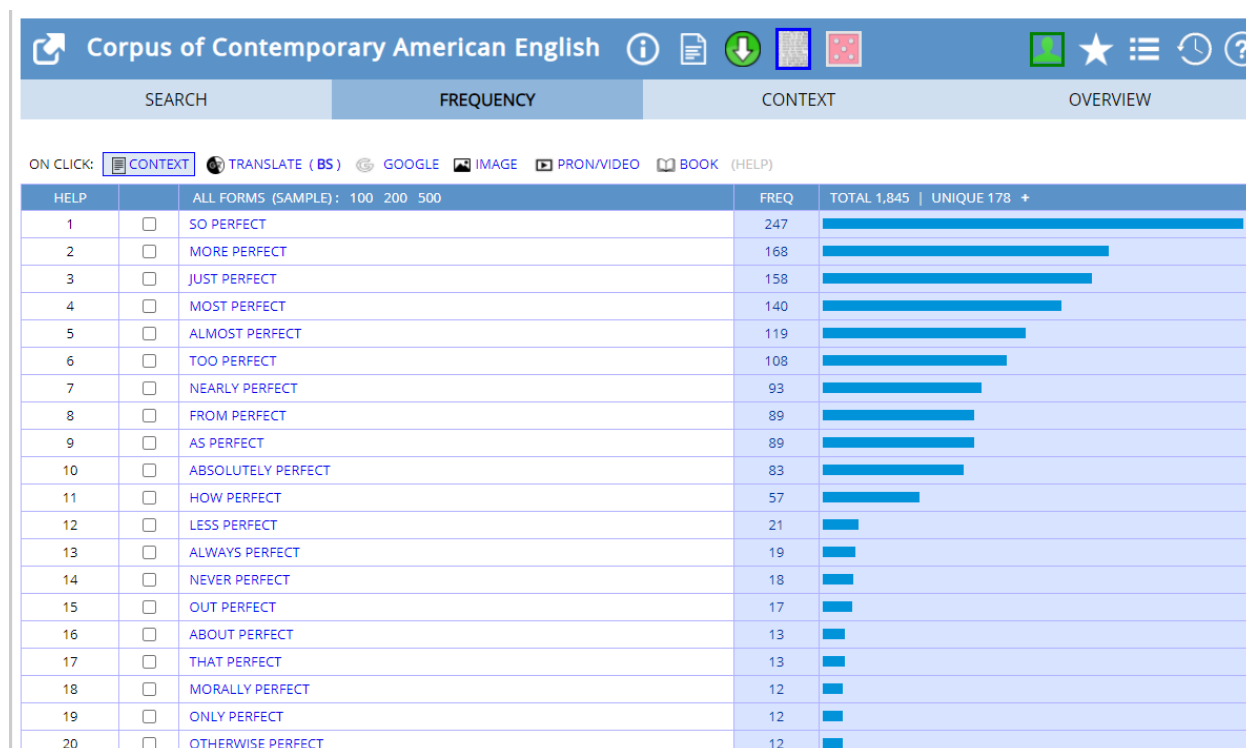 Corpus of Contemporary American English
SEARCH FREQUENCY CONTEXT OVERVIEW
ON CLICK: CONTEXT TRANSLATE (BS) GOOGLE IMAGE PRON/VIDEO BOOK (HELP)
HELP ALL FORMS (SAMPLE): 100 200 500 FREQ TOTAL 1,845 | UNIQUE 178 +
1 SO PERFECT 247
2 MORE PERFECT 168
3 JUST PERFECT 158
4 MOST PERFECT 140
5 ALMOST PERFECT 119
6 TOO PERFECT 108
7 NEARLY PERFECT 93
8 FROM PERFECT 89
9 AS PERFECT 89
10 ABSOLUTELY PERFECT 83
11 HOW PERFECT 57
12 LESS PERFECT 21
13 ALWAYS PERFECT 19
14 NEVER PERFECT 18
15 OUT PERFECT 17
16 ABOUT PERFECT 13
17 THAT PERFECT 13
18 MORALLY PERFECT 12
19 ONLY PERFECT 12
20 OTHERWISE PERFECT 12